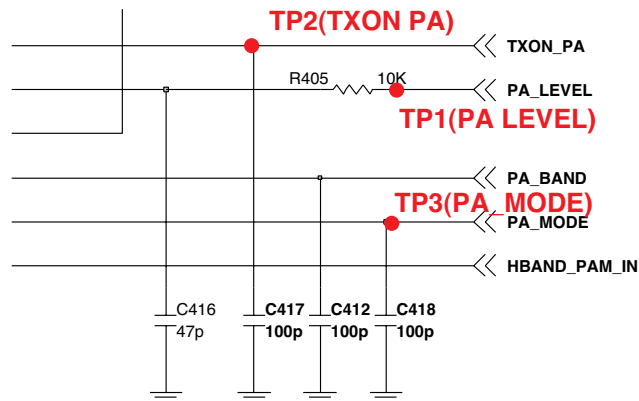 TP2(TXON PA)
TXON_PA
R405 10K
PA_LEVEL
TP1(PA LEVEL)
PA_BAND
TP3(PA_MODE)
PA_MODE
HBAND_PAM_IN
C416 C417 C412 C418
47p 100p 100p 100p